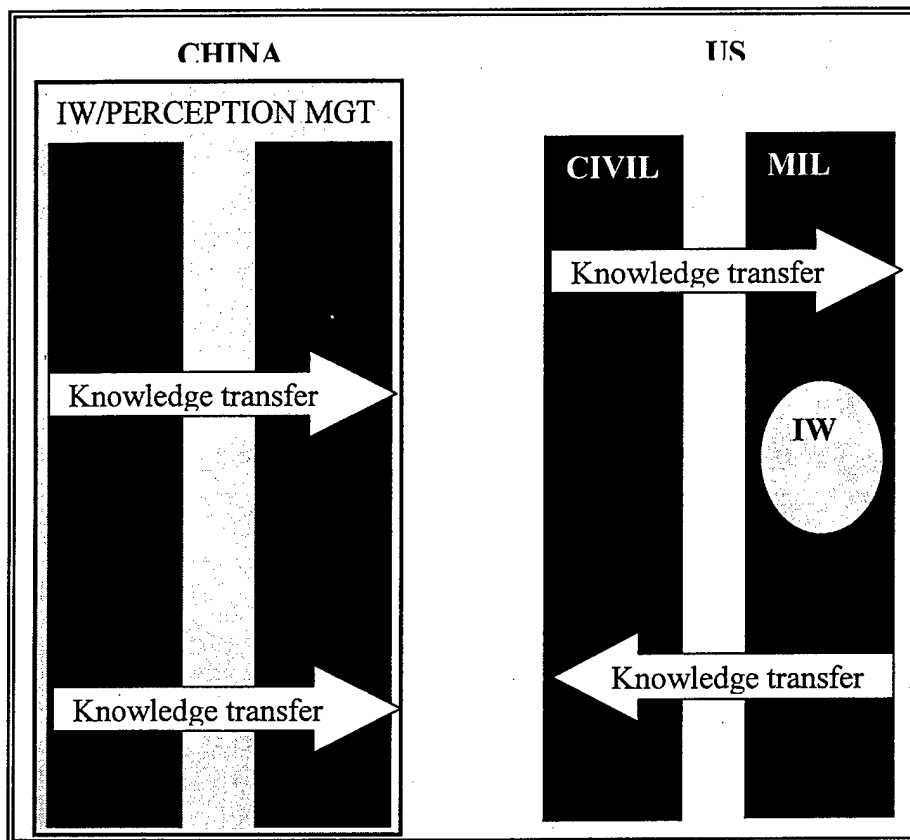 CHINA
US
IW/PERCEPTION MGT
CIVIL
MIL
Knowledge transfer
Knowledge transfer
IW
Knowledge transfer
Knowledge transfer